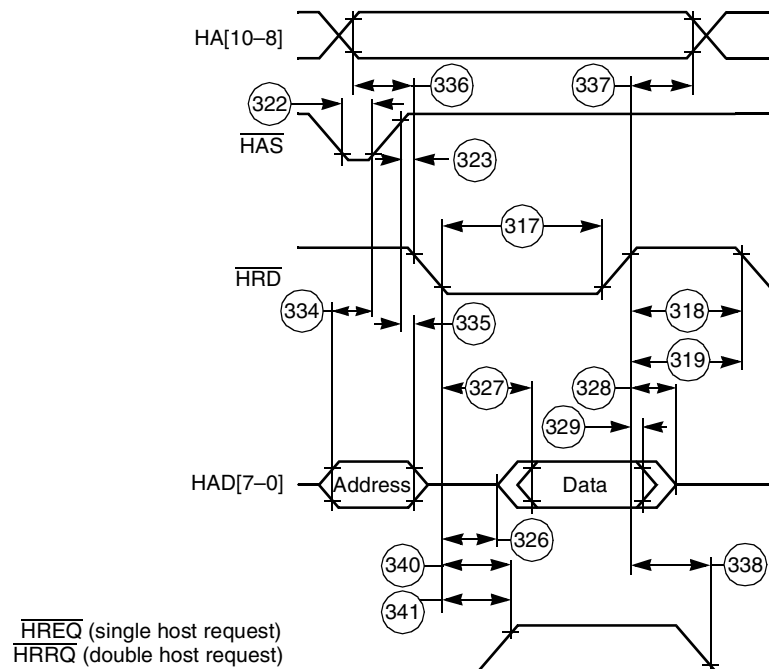 HA[10–8]
336
337
322
HAS
323
317
HRD
334
335
318
319
327
328
329
HAD[7–0]
Address
Data
326
340
338
341
HREQ (single host request)
HRRQ (double host request)